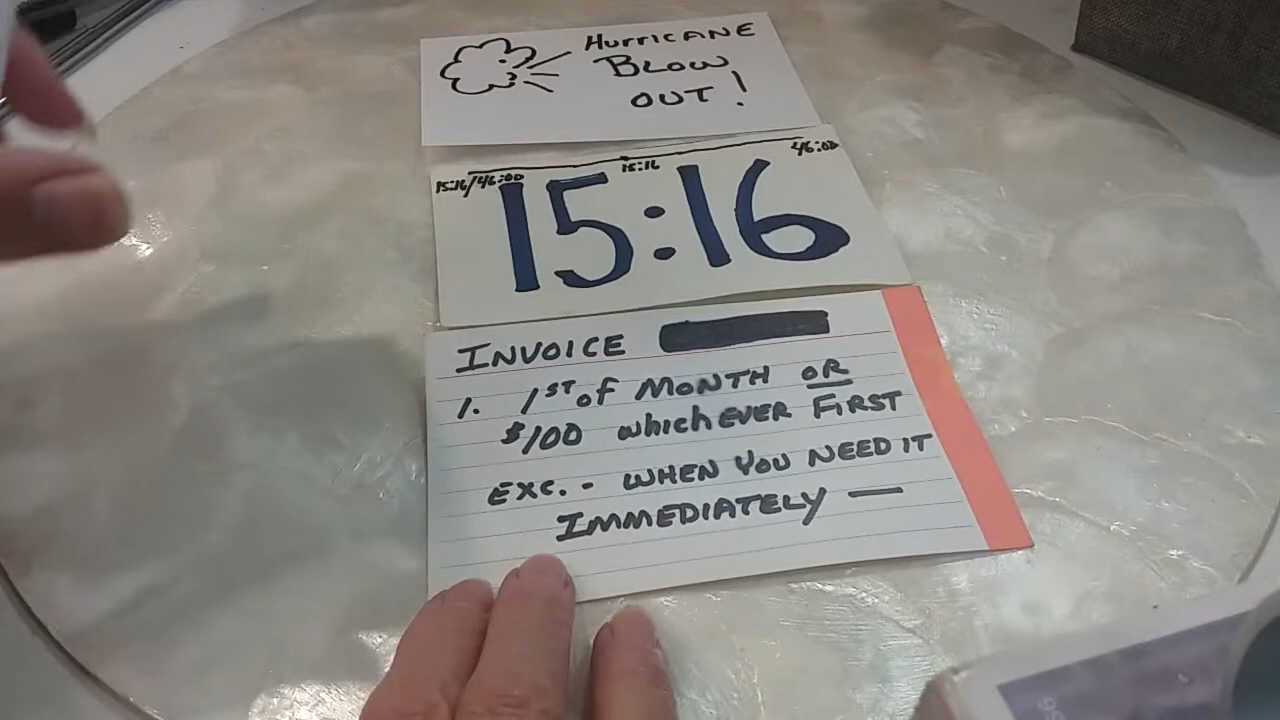 HurricANE
BLOW
OUT!
15:16/46:00
15:16
46:00
15:16
INVOICE
1. 1ST of MONTH OR
$100 whichEVER FiRST
EXC. - WHEN YOU NEED IT
IMMEDIATELY —